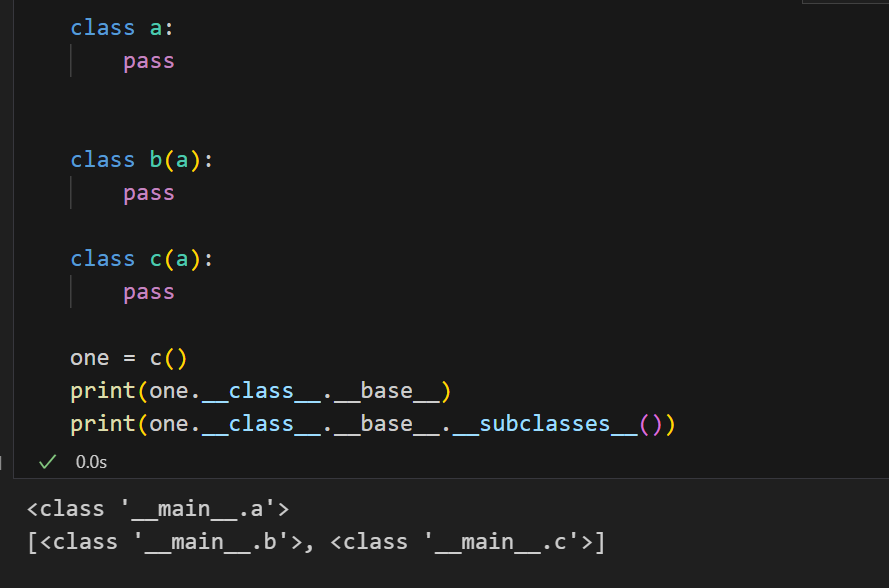 class a:
    pass
class b(a):
    pass
class c(a):
    pass
one = c()
print(one.__class__.__base__)
print(one.__class__.__base__.__subclasses__())
0.0s
<class '__main__.a'>
[<class '__main__.b'>, <class '__main__.c'>]